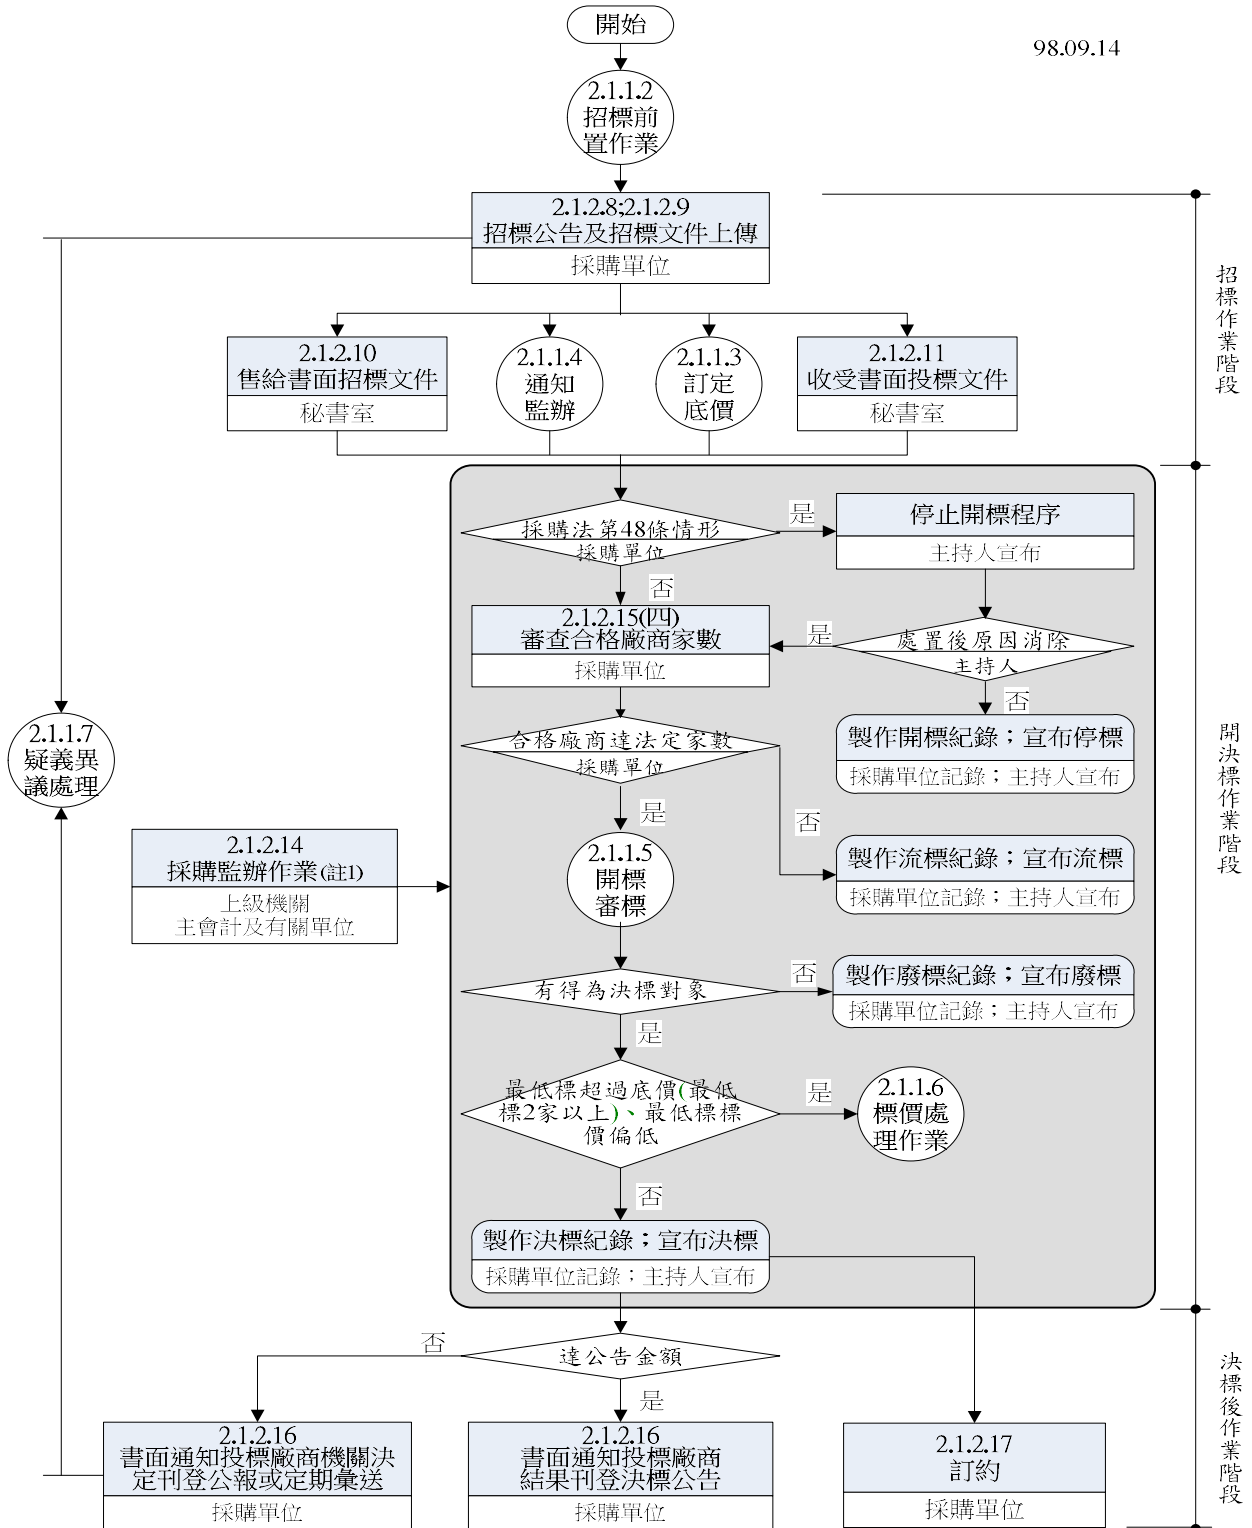 開始
98.09.14
2.1.1.2
招標前
置作業
2.1.2.8;2.1.2.9
招標公告及招標文件上傳
採購單位
招標作業階段
2.1.2.10
售給書面招標文件
秘書室
2.1.1.4
通知
監辦
2.1.1.3
訂定
底價
2.1.2.11
收受書面投標文件
秘書室
採購法第48條情形
採購單位
是
停止開標程序
主持人宣布
否
2.1.2.15(四)
審查合格廠商家數
採購單位
是
處置後原因消除
主持人
否
2.1.1.7
疑義異
議處理
合格廠商達法定家數
採購單位
製作開標紀錄；宣布停標
採購單位記錄；主持人宣布
開決標作業階段
是
否
2.1.2.14
採購監辦作業(註1)
上級機關
主會計及有關單位
2.1.1.5
開標
審標
製作流標紀錄；宣布流標
採購單位記錄；主持人宣布
有得為決標對象
否
製作廢標紀錄；宣布廢標
採購單位記錄；主持人宣布
是
最低標超過底價(最低
標2家以上)、最低標標
價偏低
是
2.1.1.6
標價處
理作業
否
製作決標紀錄；宣布決標
採購單位記錄；主持人宣布
否
達公告金額
是
決標後作業階段
2.1.2.16
書面通知投標廠商機關決
定刊登公報或定期彙送
採購單位
2.1.2.16
書面通知投標廠商
結果刊登決標公告
採購單位
2.1.2.17
訂約
採購單位